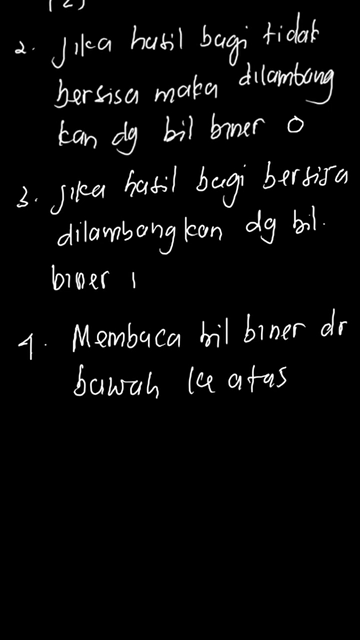 (2)
2. Jika hasil bagi tidak
bersisa maka dilambang
kan dg bil biner 0
3. Jika hasil bagi bersisa
dilambangkan dg bil.
biner 1
4. Membaca bil biner dr
bawah ke atas